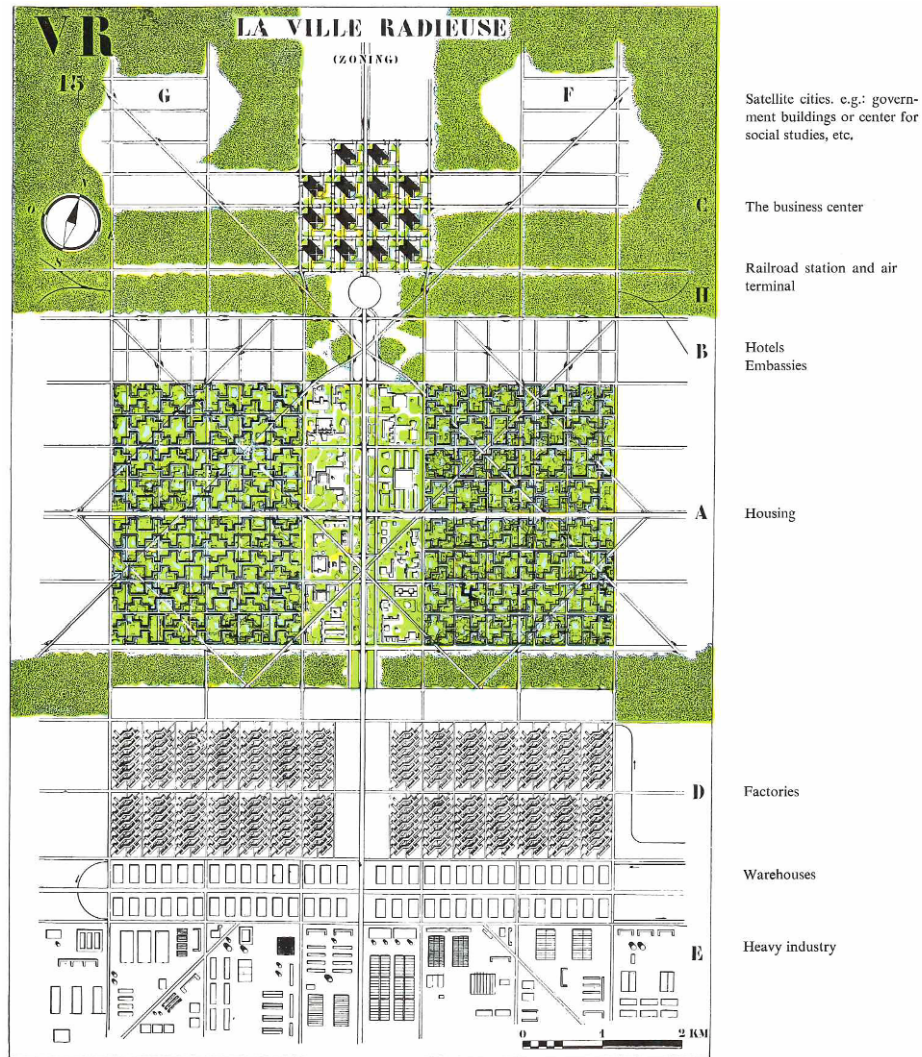 VR
LA VILLE RADIEUSE
(ZONING)
15
G
F
Satellite cities. e.g.: govern-
ment buildings or center for
social studies, etc.
C
The business center
N
O
Railroad station and air
terminal
H
B
Hotels
Embassies
A
Housing
D
Factories
Warehouses
E
Heavy industry
0 1 2 KM